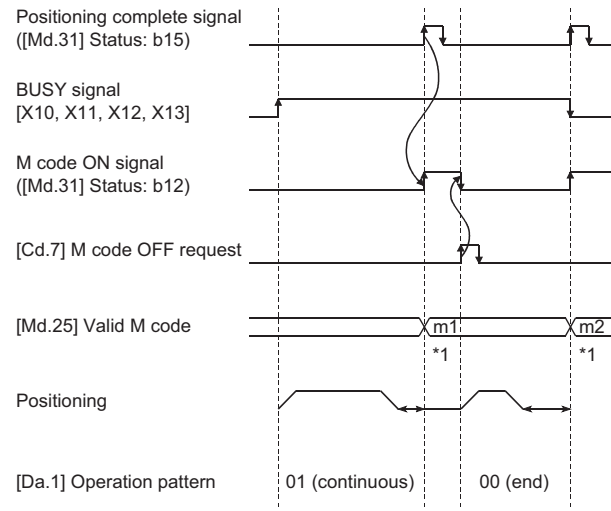 Positioning complete signal
([Md.31] Status: b15)
BUSY signal
[X10, X11, X12, X13]
M code ON signal
([Md.31] Status: b12)
[Cd.7] M code OFF request
[Md.25] Valid M code
m1
m2
*1
*1
Positioning
[Da.1] Operation pattern
01 (continuous)
00 (end)